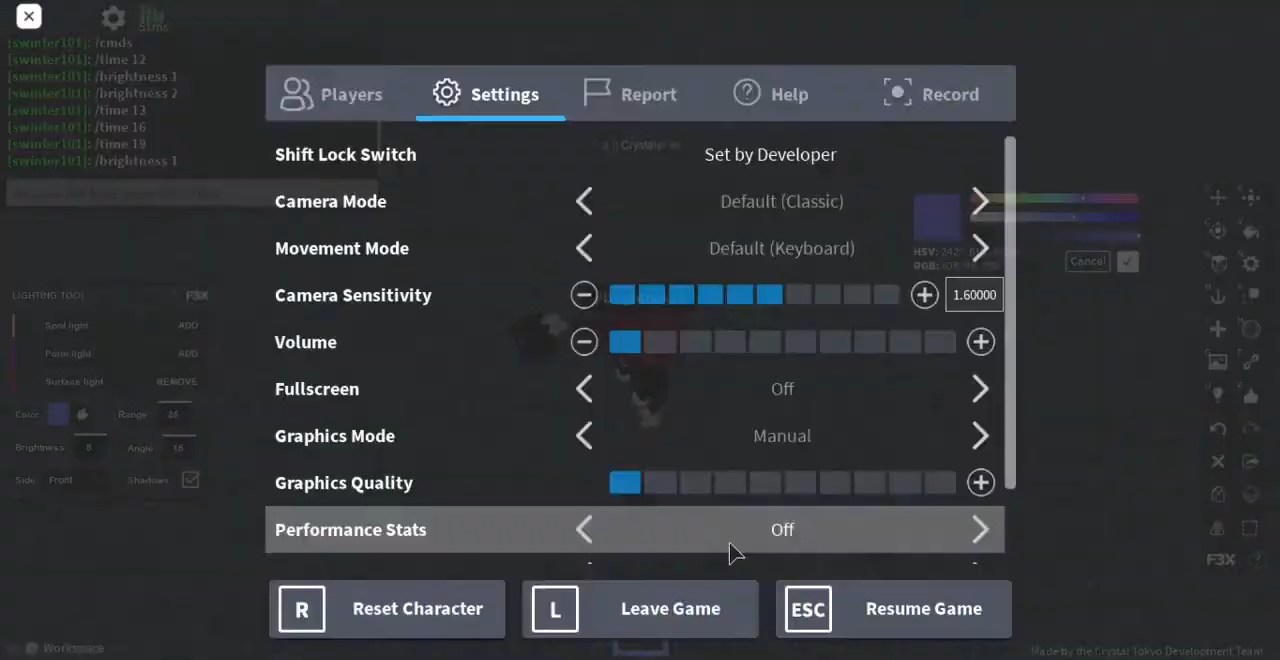 51ms
[swinter101]: /cmds
[swinter101]: /time 12
[swinter101]: /brightness 1
[swinter101]: /brightness 2
[swinter101]: /time 13
[swinter101]: /time 16
[swinter101]: /time 19
[swinter101]: /brightness 1
Players
Settings
Report
Help
Record
Shift Lock Switch
Set by Developer
Camera Mode
Default (Classic)
Movement Mode
Default (Keyboard)
Camera Sensitivity
1.60000
Volume
Fullscreen
Off
Graphics Mode
Manual
Graphics Quality
Performance Stats
Off
R
Reset Character
L
Leave Game
ESC
Resume Game
LIGHTING TOOL
F3X
Spot light
ADD
Point light
ADD
Surface light
REMOVE
Color
Range
Brightness
8
Angle
Side
Front
Shadows
HSV:
RGB:
Cancel
F3X
Workspace
Made by the Crystal Tokyo Development Team